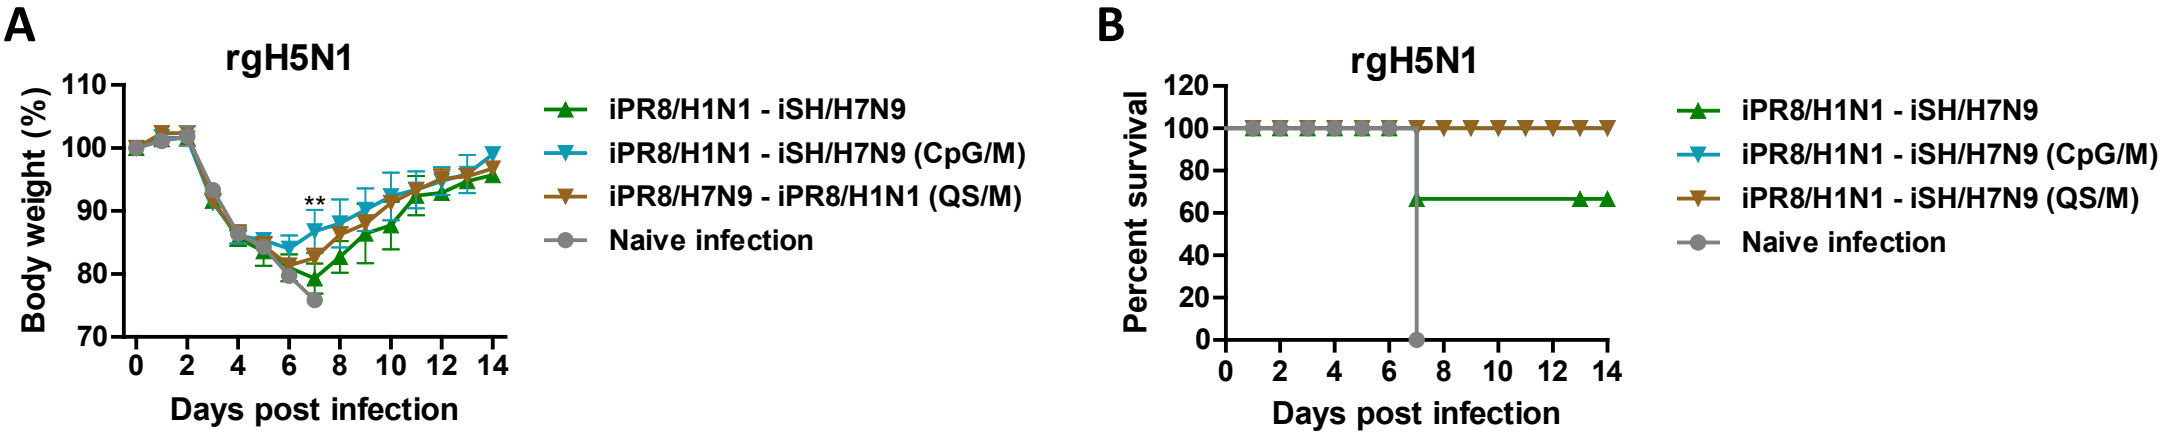 A
rgH5N1
110
100
90
80
70
Body weight (%)
**
0 2 4 6 8 10 12 14
Days post infection
iPR8/H1N1 - iSH/H7N9
iPR8/H1N1 - iSH/H7N9 (CpG/M)
iPR8/H7N9 - iPR8/H1N1 (QS/M)
Naive infection
B
rgH5N1
120
100
80
60
40
20
0
Percent survival
0 2 4 6 8 10 12 14
Days post infection
iPR8/H1N1 - iSH/H7N9
iPR8/H1N1 - iSH/H7N9 (CpG/M)
iPR8/H1N1 - iSH/H7N9 (QS/M)
Naive infection